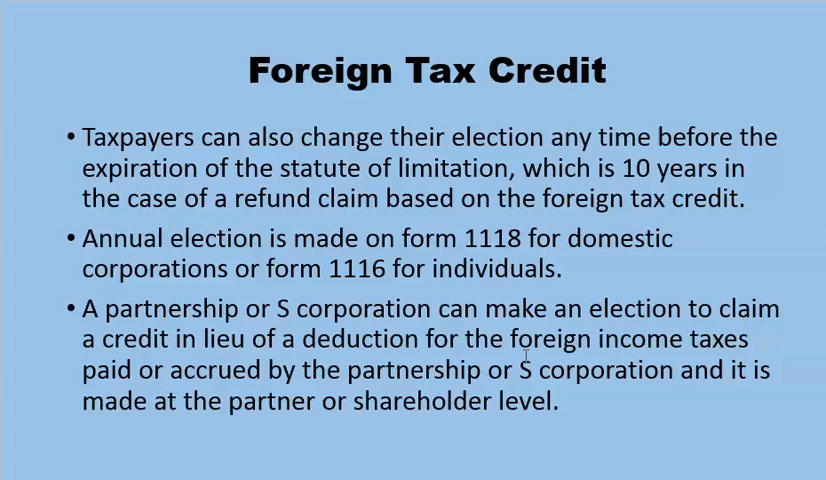 Foreign Tax Credit
• Taxpayers can also change their election any time before the
expiration of the statute of limitation, which is 10 years in
the case of a refund claim based on the foreign tax credit.
• Annual election is made on form 1118 for domestic
corporations or form 1116 for individuals.
• A partnership or S corporation can make an election to claim
a credit in lieu of a deduction for the foreign income taxes
paid or accrued by the partnership or S corporation and it is
made at the partner or shareholder level.